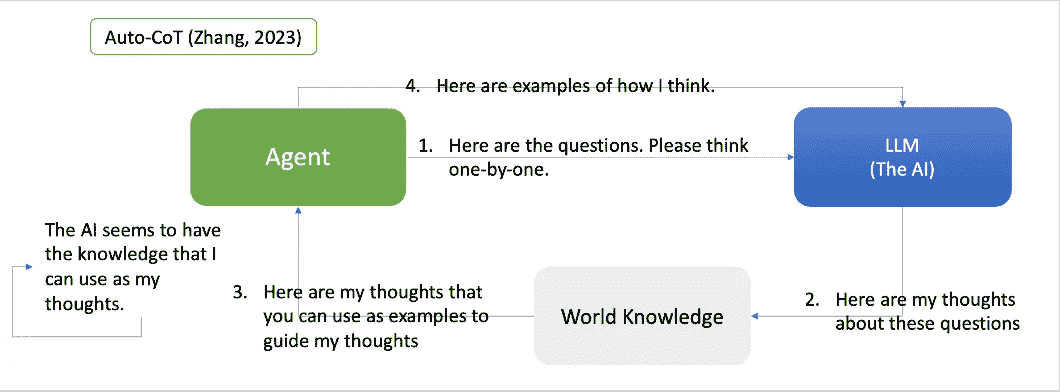 Auto-CoT (Zhang, 2023)
4. Here are examples of how I think.
Agent
1. Here are the questions. Please think
one-by-one.
LLM
(The AI)
The AI seems to have
the knowledge that I
can use as my
thoughts.
3. Here are my thoughts that
you can use as examples to
guide my thoughts
World Knowledge
2. Here are my thoughts
about these questions